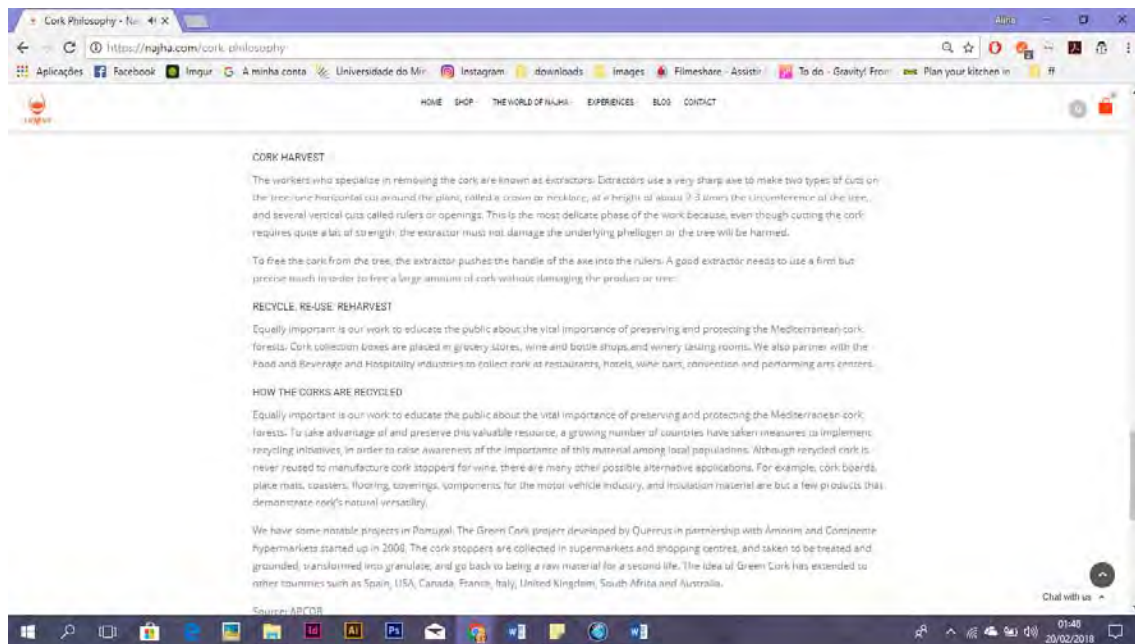 Cork Philosophy - Na
Alina
https://najha.com/cork-philosophy
Aplicações Facebook Imgur A minha conta Universidade do Min Instagram downloads images Filmeshare - Assistir To do - Gravity! From Plan your kitchen in ff
HOME SHOP THE WORLD OF NAJHA EXPERIENCES BLOG CONTACT
CORK HARVEST
The workers who specialize in removing the cork are known as extractors. Extractors use a very sharp axe to make two types of cuts on
the tree: one horizontal cut around the plant, called a crown or necklace, at a height of about 2-3 times the circumference of the tree,
and several vertical cuts called rulers or openings. This is the most delicate phase of the work because, even though cutting the cork
requires quite a bit of strength, the extractor must not damage the underlying phellogen or the tree will be harmed.
To free the cork from the tree, the extractor pushes the handle of the axe into the rulers. A good extractor needs to use a firm but
precise touch in order to free a large amount of cork without damaging the product or tree.
RECYCLE, RE-USE, REHARVEST
Equally important is our work to educate the public about the vital importance of preserving and protecting the Mediterranean cork
forests. Cork collection boxes are placed in grocery stores, wine and bottle shops and winery tasting rooms. We also partner with the
Food and Beverage and Hospitality industries to collect cork at restaurants, hotels, wine bars, convention and performing arts centers.
HOW THE CORKS ARE RECYCLED
Equally important is our work to educate the public about the vital importance of preserving and protecting the Mediterranean cork
forests. To take advantage of and preserve this valuable resource, a growing number of countries have taken measures to implement
recycling initiatives, in order to raise awareness of the importance of this material among local populations. Although recycled cork is
never reused to manufacture cork stoppers for wine, there are many other possible alternative applications. For example, cork boards,
place mats, coasters, flooring, coverings, components for the motor vehicle industry, and insulation material are but a few products that
demonstrate cork's natural versatility.
We have some notable projects in Portugal. The Green Cork project developed by Quercus in partnership with Amorim and Continente
hypermarkets started up in 2008. The cork stoppers are collected in supermarkets and shopping centres, and taken to be treated and
grounded, transformed into granulate, and go back to being a raw material for a second life. The idea of Green Cork has extended to
other countries such as Spain, USA, Canada, France, Italy, United Kingdom, South Africa and Australia.
Source: APCOR
Chat with us
01:48
20/02/2018